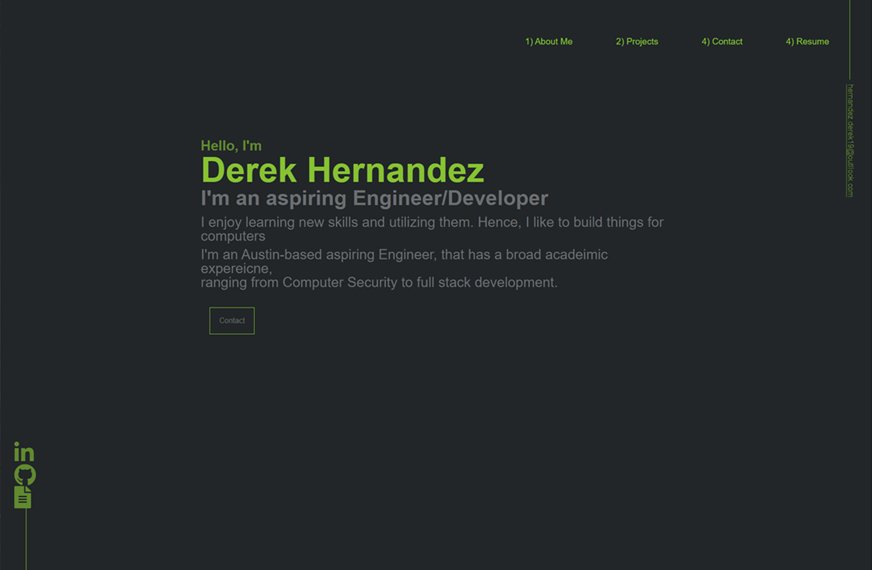 1) About Me
2) Projects
4) Contact
4) Resume
hernandez.derek19@outlook.com
Hello, I'm
Derek Hernandez
I'm an aspiring Engineer/Developer
I enjoy learning new skills and utilizing them. Hence, I like to build things for
computers
I'm an Austin-based aspiring Engineer, that has a broad acadeimic
expereicne,
ranging from Computer Security to full stack development.
Contact
in